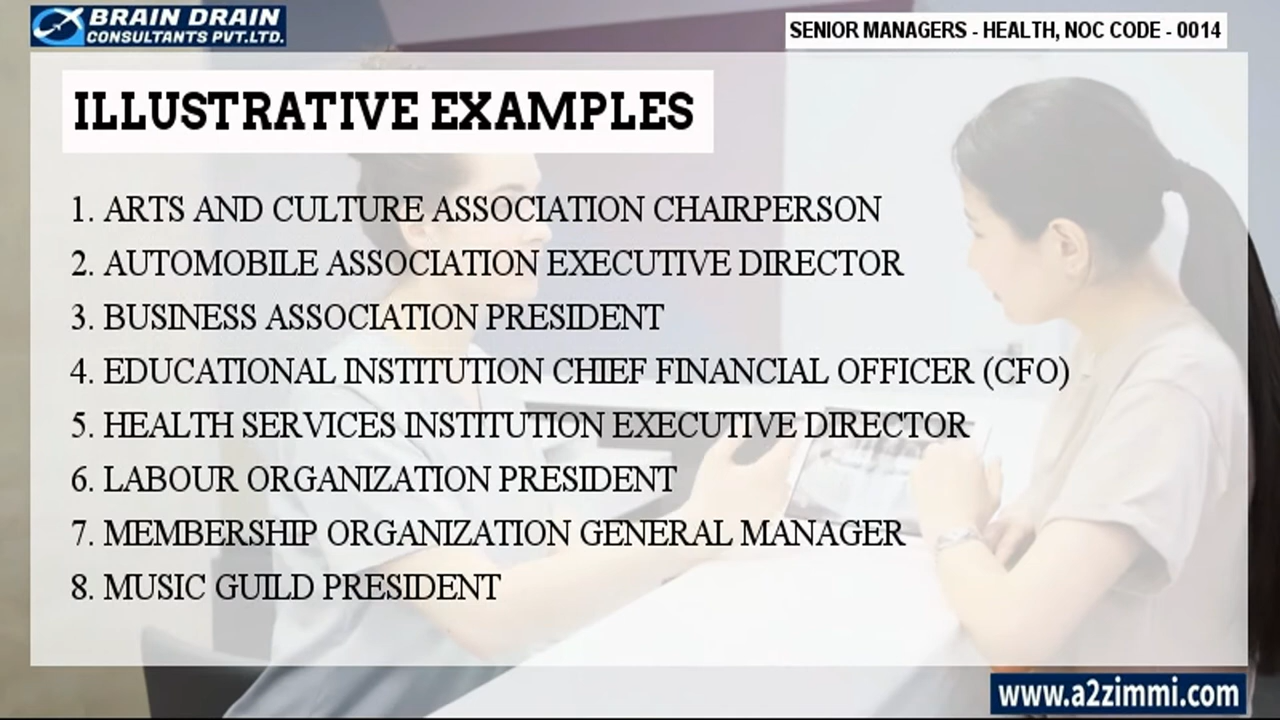 BRAIN DRAIN
CONSULTANTS PVT.LTD.
SENIOR MANAGERS - HEALTH, NOC CODE - 0014
ILLUSTRATIVE EXAMPLES
1. ARTS AND CULTURE ASSOCIATION CHAIRPERSON
2. AUTOMOBILE ASSOCIATION EXECUTIVE DIRECTOR
3. BUSINESS ASSOCIATION PRESIDENT
4. EDUCATIONAL INSTITUTION CHIEF FINANCIAL OFFICER (CFO)
5. HEALTH SERVICES INSTITUTION EXECUTIVE DIRECTOR
6. LABOUR ORGANIZATION PRESIDENT
7. MEMBERSHIP ORGANIZATION GENERAL MANAGER
8. MUSIC GUILD PRESIDENT
www.a2zimmi.com